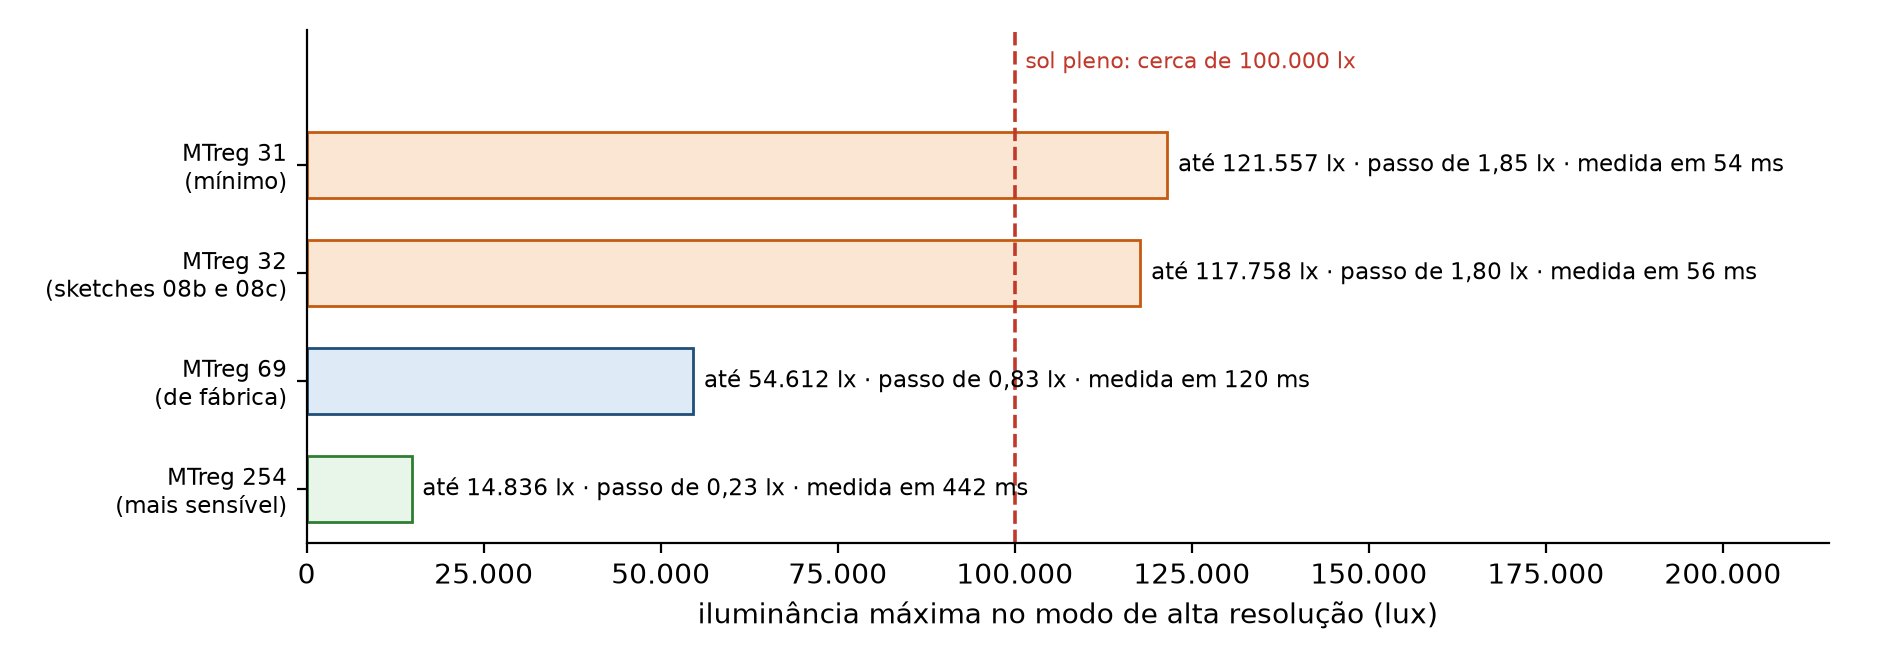 sol pleno: cerca de 100.000 lx
MTreg 31
(mínimo)
até 121.557 lx · passo de 1,85 lx · medida em 54 ms
MTreg 32
(sketches 08b e 08c)
até 117.758 lx · passo de 1,80 lx · medida em 56 ms
MTreg 69
(de fábrica)
até 54.612 lx · passo de 0,83 lx · medida em 120 ms
MTreg 254
(mais sensível)
até 14.836 lx · passo de 0,23 lx · medida em 442 ms
0 25.000 50.000 75.000 100.000 125.000 150.000 175.000 200.000
iluminância máxima no modo de alta resolução (lux)